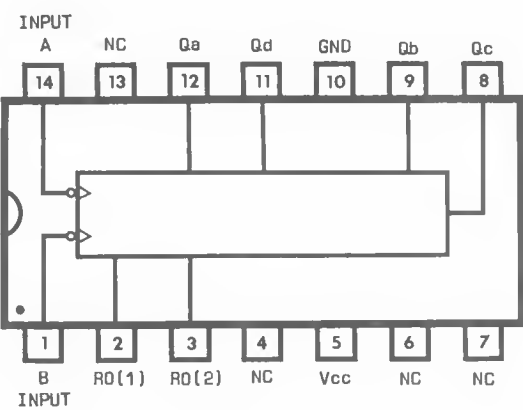 INPUT
A NC Qa Qd GND Qb Qc
14 13 12 11 10 9 8
1 2 3 4 5 6 7
B RO(1) RO(2) NC Vcc NC NC
INPUT